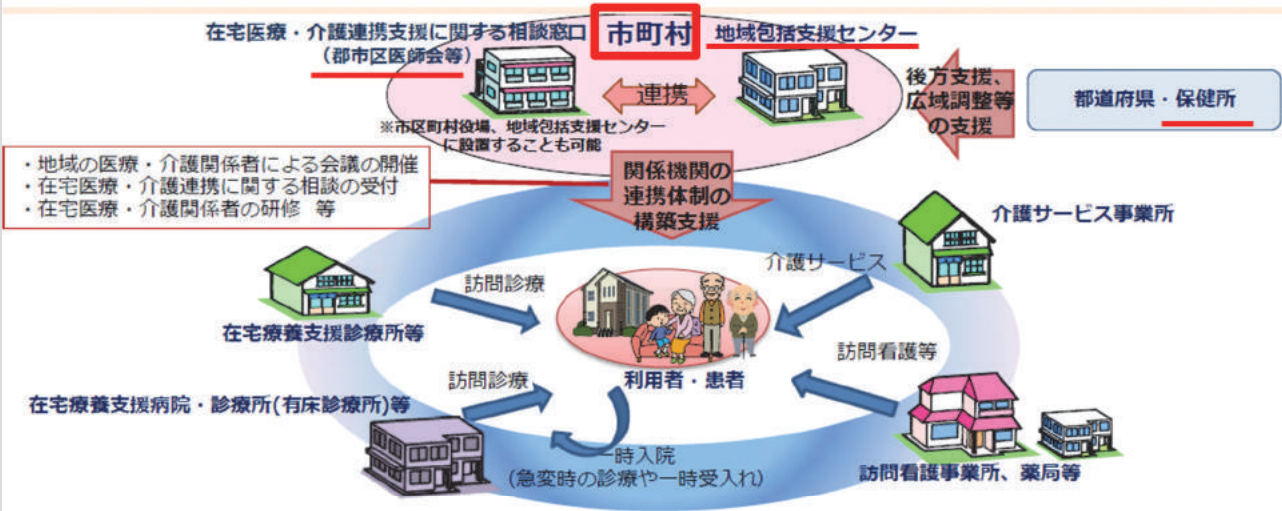 在宅医療・介護連携支援に関する相談窓口
(郡市区医師会等)
市町村
地域包括支援センター
連携
※市区町村役場、地域包括支援センター
に設置することも可能
後方支援、
広域調整等
の支援
都道府県・保健所
・地域の医療・介護関係者による会議の開催
・在宅医療・介護連携に関する相談の受付
・在宅医療・介護関係者の研修 等
関係機関の
連携体制の
構築支援
介護サービス事業所
介護サービス
訪問診療
在宅療養支援診療所等
訪問看護等
利用者・患者
訪問診療
在宅療養支援病院・診療所(有床診療所)等
一時入院
(急変時の診療や一時受入れ)
訪問看護事業所、薬局等